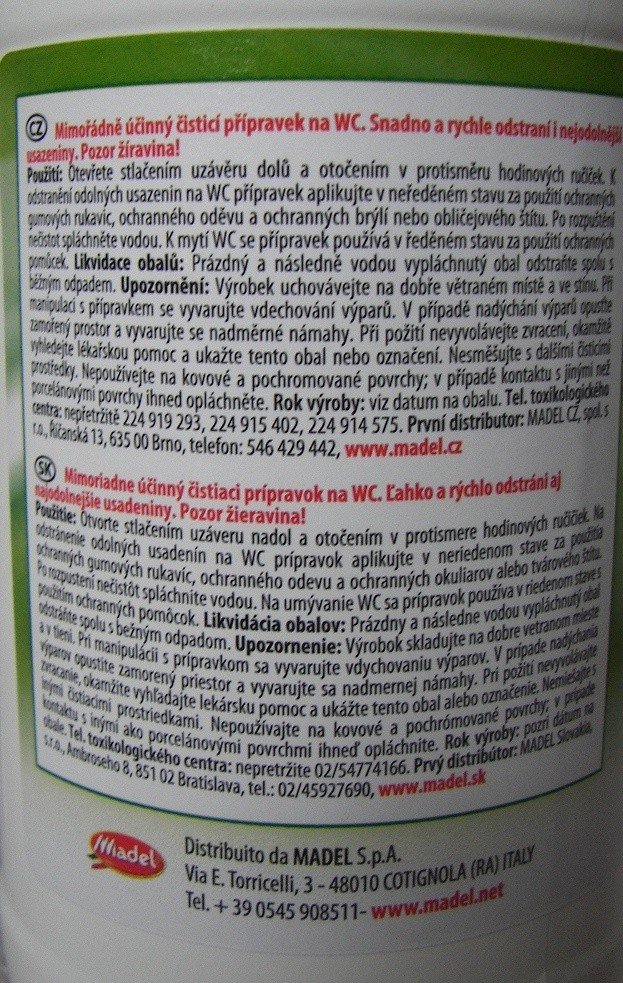 CZ Mimořádně účinný čisticí přípravek na WC. Snadno a rychle odstraní i nejodolnější
usazeniny. Pozor žíravina!
Použití: Otevřete stlačením uzávěru dolů a otočením v protisměru hodinových ručiček. K
odstranění odolných usazenin na WC přípravek aplikujte v neředěném stavu za použití ochranných
gumových rukavic, ochranného oděvu a ochranných brýlí nebo obličejového štítu. Po rozpuštění
nečistot spláchněte vodou. K mytí WC se přípravek používá v ředěném stavu za použití ochranných
pomůcek. Likvidace obalů: Prázdný a následně vodou vypláchnutý obal odstraňte spolu s
běžným odpadem. Upozornění: Výrobek uchovávejte na dobře větraném místě a ve stínu. Při
manipulaci s přípravkem se vyvarujte vdechování výparů. V případě nadýchání výparů opusťte
zamořený prostor a vyvarujte se nadměrné námahy. Při požití nevyvolávejte zvracení, okamžitě
vyhledejte lékařskou pomoc a ukažte tento obal nebo označení. Nesměšujte s dalšími čisticími
prostředky. Nepoužívejte na kovové a pochromované povrchy; v případě kontaktu s jinými než
porcelánovými povrchy ihned opláchněte. Rok výroby: viz datum na obalu. Tel. toxikologického
centra: nepřetržitě 224 919 293, 224 915 402, 224 914 575. První distributor: MADEL CZ, spol. s
r.o., Říčanská 13, 635 00 Brno, telefon: 546 429 442, www.madel.cz
SK Mimoriadne účinný čistiaci prípravok na WC. Ľahko a rýchlo odstráni aj
najodolnejšie usadeniny. Pozor žieravina!
Použitie: Otvorte stlačením uzáveru nadol a otočením v protismere hodinových ručičiek. Na
odstránenie odolných usadenín na WC prípravok aplikujte v neriedenom stave za použitia
ochranných gumových rukavíc, ochranného odevu a ochranných okuliarov alebo tvárového štítu.
Po rozpustení nečistôt spláchnite vodou. Na umývanie WC sa prípravok používa v riedenom stave s
použitím ochranných pomôcok. Likvidácia obalov: Prázdny a následne vodou vypláchnutý obal
odstráňte spolu s bežným odpadom. Upozornenie: Výrobok skladujte na dobre vetranom mieste
a v tieni. Pri manipulácii s prípravkom sa vyvarujte vdychovaniu výparov. V prípade nadýchania
výparov opustite zamorený priestor a vyvarujte sa nadmernej námahy. Pri požití nevyvolávajte
zvracanie, okamžite vyhľadajte lekársku pomoc a ukážte tento obal alebo označenie. Nemiešajte s
inými čistiacimi prostriedkami. Nepoužívajte na kovové a pochrómované povrchy; v prípade
kontaktu s inými ako porcelánovými povrchmi ihneď opláchnite. Rok výroby: pozri dátum na
obale. Tel. toxikologického centra: nepretržite 02/54774166. Prvý distribútor: MADEL Slovakia,
s.r.o., Ambroseho 8, 851 02 Bratislava, tel.: 02/45927690, www.madel.sk
Madel
Distribuito da MADEL S.p.A.
Via E. Torricelli, 3 - 48010 COTIGNOLA (RA) ITALY
Tel. + 39 0545 908511- www.madel.net